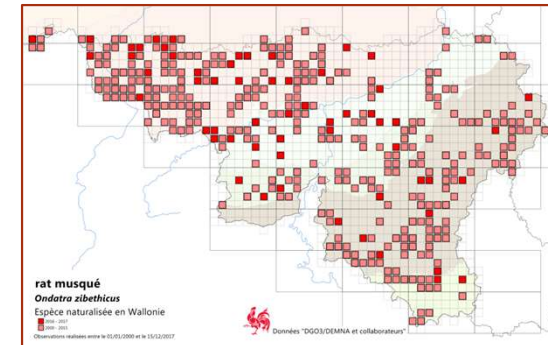 rat musqué
Ondatra zibethicus
Espèce naturalisée en Wallonie
2016 - 2017
2000 - 2015
Observations réalisées entre le 01/01/2000 et le 15/12/2017
Données "DGO3/DEMNA et collaborateurs"